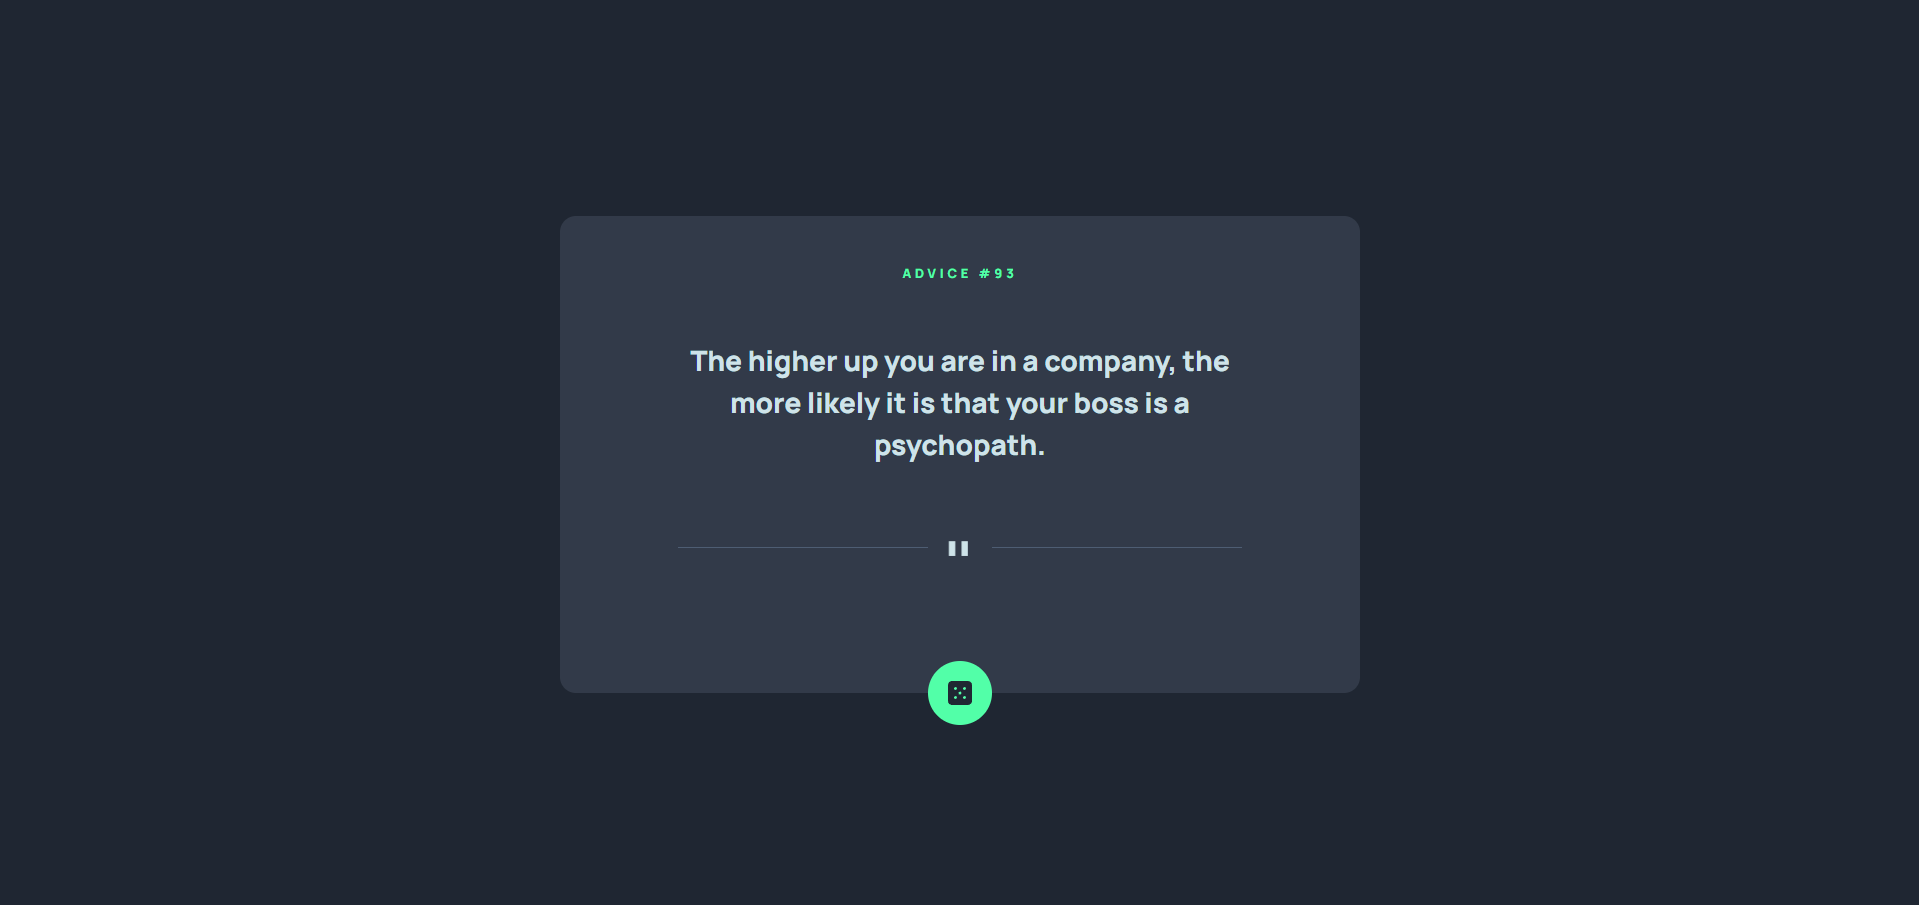 ADVICE #93
The higher up you are in a company, the
more likely it is that your boss is a
psychopath.